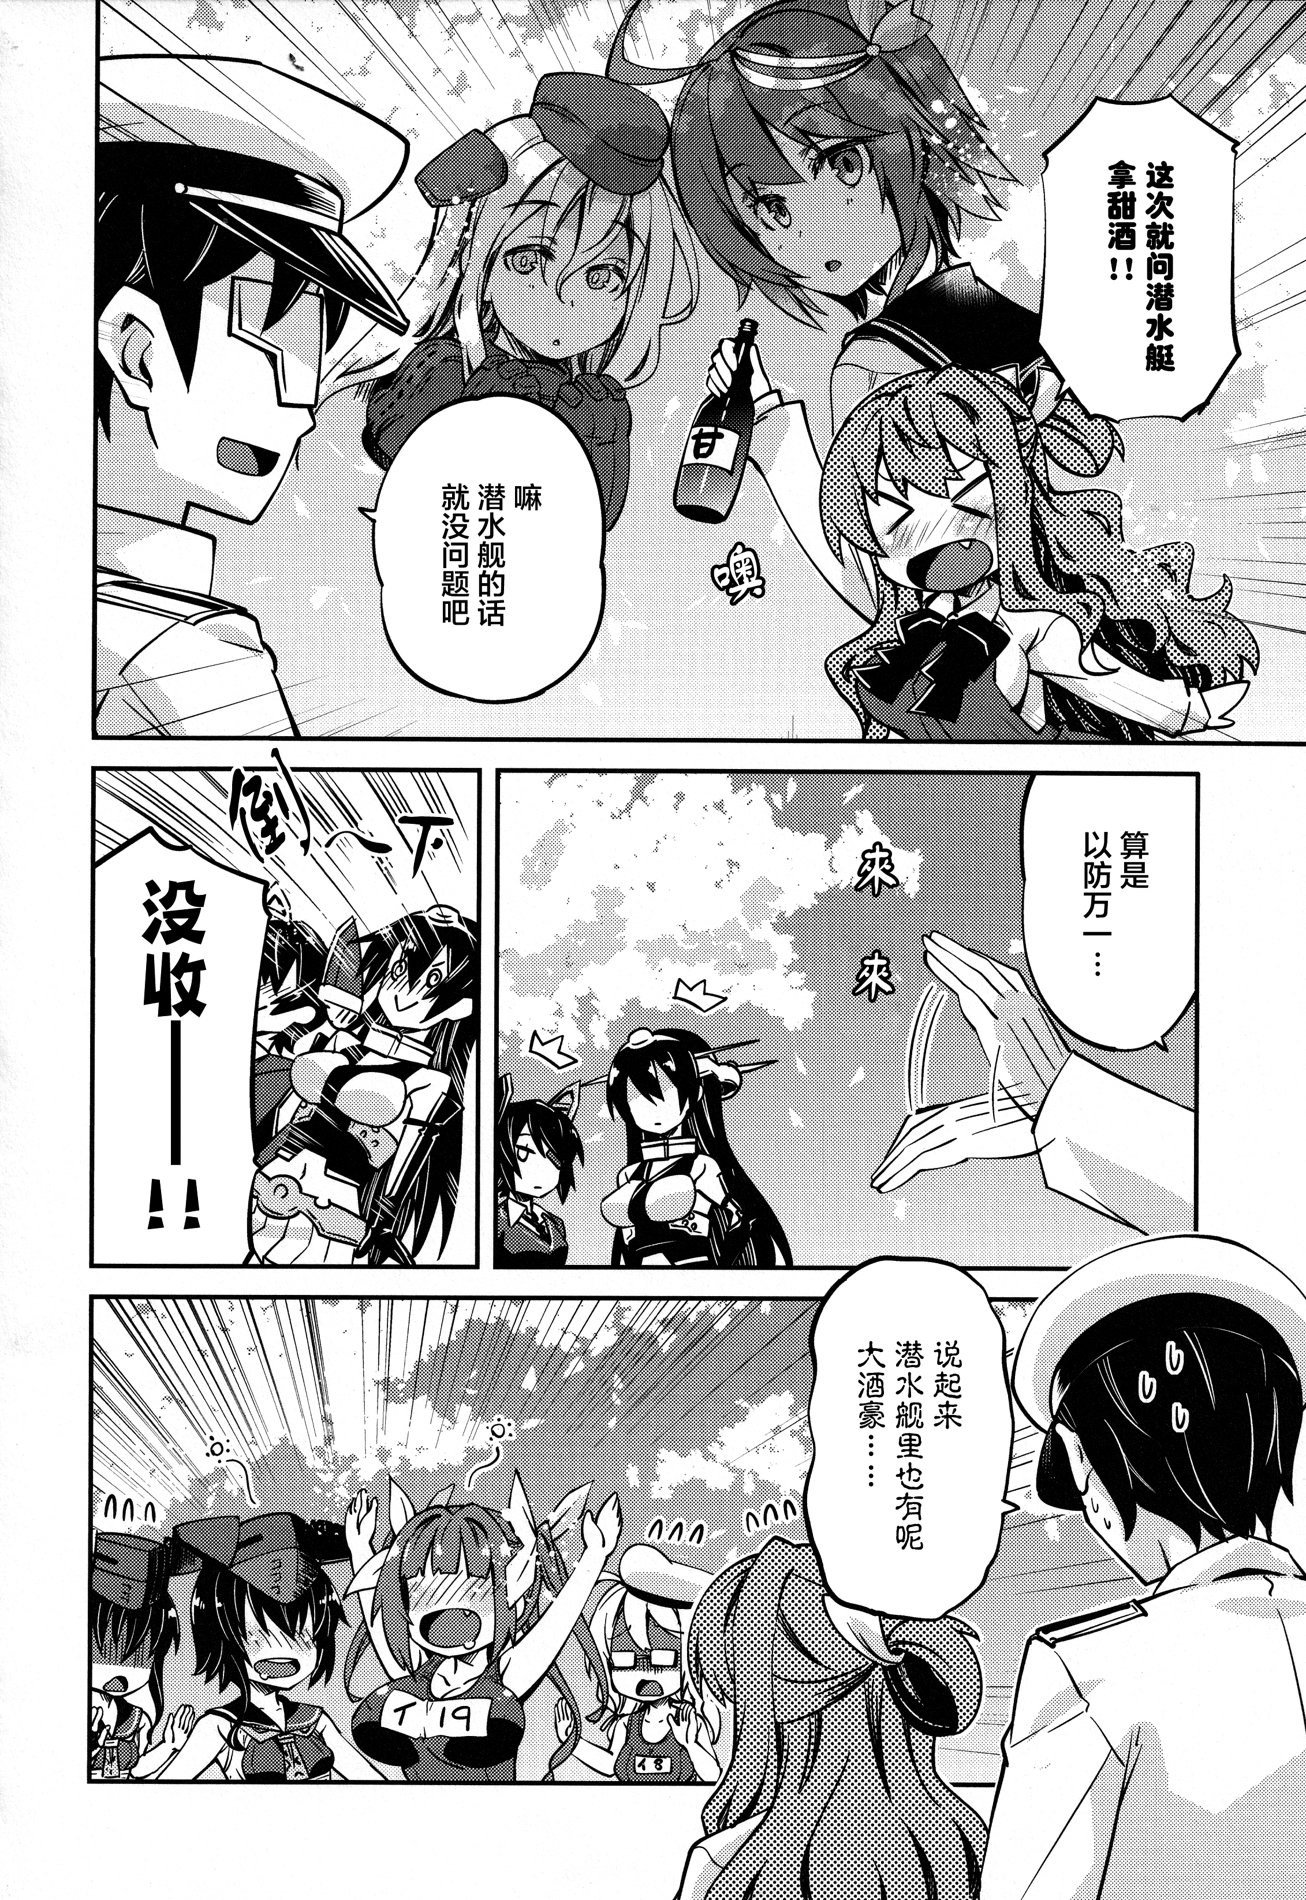 这次就问潜水艇
拿甜酒!!
甘
噢
嘛
潜水舰的话
就没问题吧
算是
以防万一…
來
來
倒~下
没收——!!
说起来
潜水舰里也有呢
大酒豪……
イ19
イ8